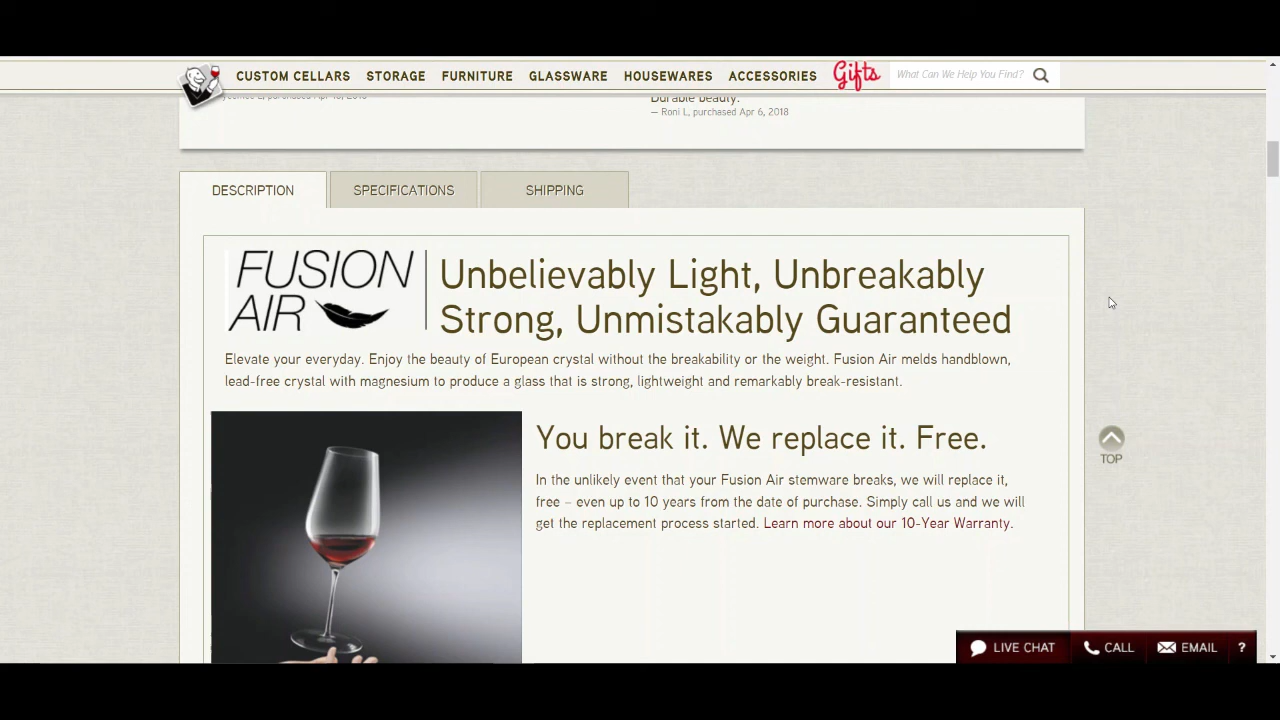 CUSTOM CELLARS STORAGE FURNITURE GLASSWARE HOUSEWARES ACCESSORIES Gifts What Can We Help You Find?
purchased Apr
Durable beauty.
— Roni L, purchased Apr 6, 2018
DESCRIPTION SPECIFICATIONS SHIPPING
FUSION
AIR
Unbelievably Light, Unbreakably
Strong, Unmistakably Guaranteed
Elevate your everyday. Enjoy the beauty of European crystal without the breakability or the weight. Fusion Air melds handblown,
lead-free crystal with magnesium to produce a glass that is strong, lightweight and remarkably break-resistant.
You break it. We replace it. Free.
In the unlikely event that your Fusion Air stemware breaks, we will replace it,
free – even up to 10 years from the date of purchase. Simply call us and we will
get the replacement process started. Learn more about our 10-Year Warranty.
TOP
LIVE CHAT CALL EMAIL ?